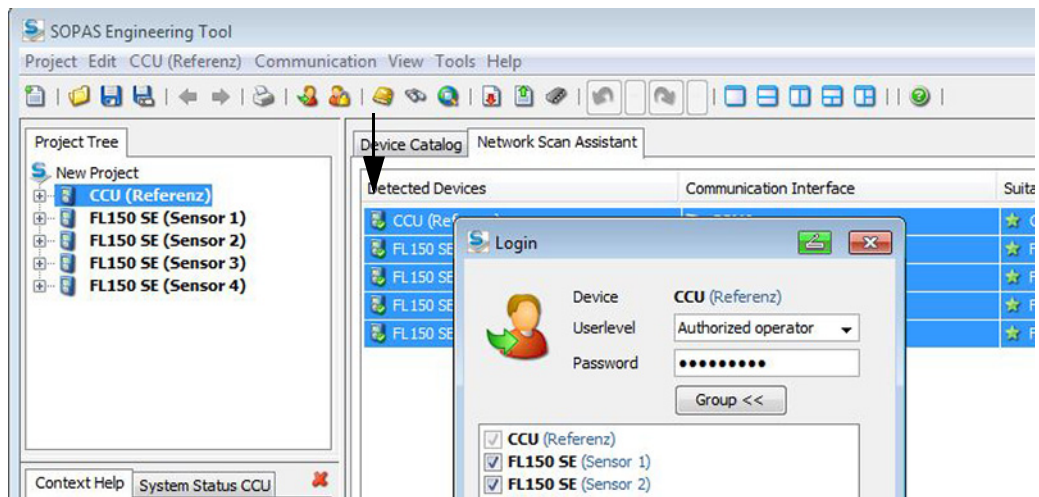 SOPAS Engineering Tool
Project Edit CCU (Referenz) Communication View Tools Help
Project Tree
New Project
CCU (Referenz)
FL150 SE (Sensor 1)
FL150 SE (Sensor 2)
FL150 SE (Sensor 3)
FL150 SE (Sensor 4)
Context Help System Status CCU
Device Catalog Network Scan Assistant
Detected Devices Communication Interface
CCU
FL150 SE
FL150 SE
FL150 SE
FL150 SE
Login
Device CCU (Referenz)
Userlevel Authorized operator
Password •••••••••
Group <<
CCU (Referenz)
FL150 SE (Sensor 1)
FL150 SE (Sensor 2)